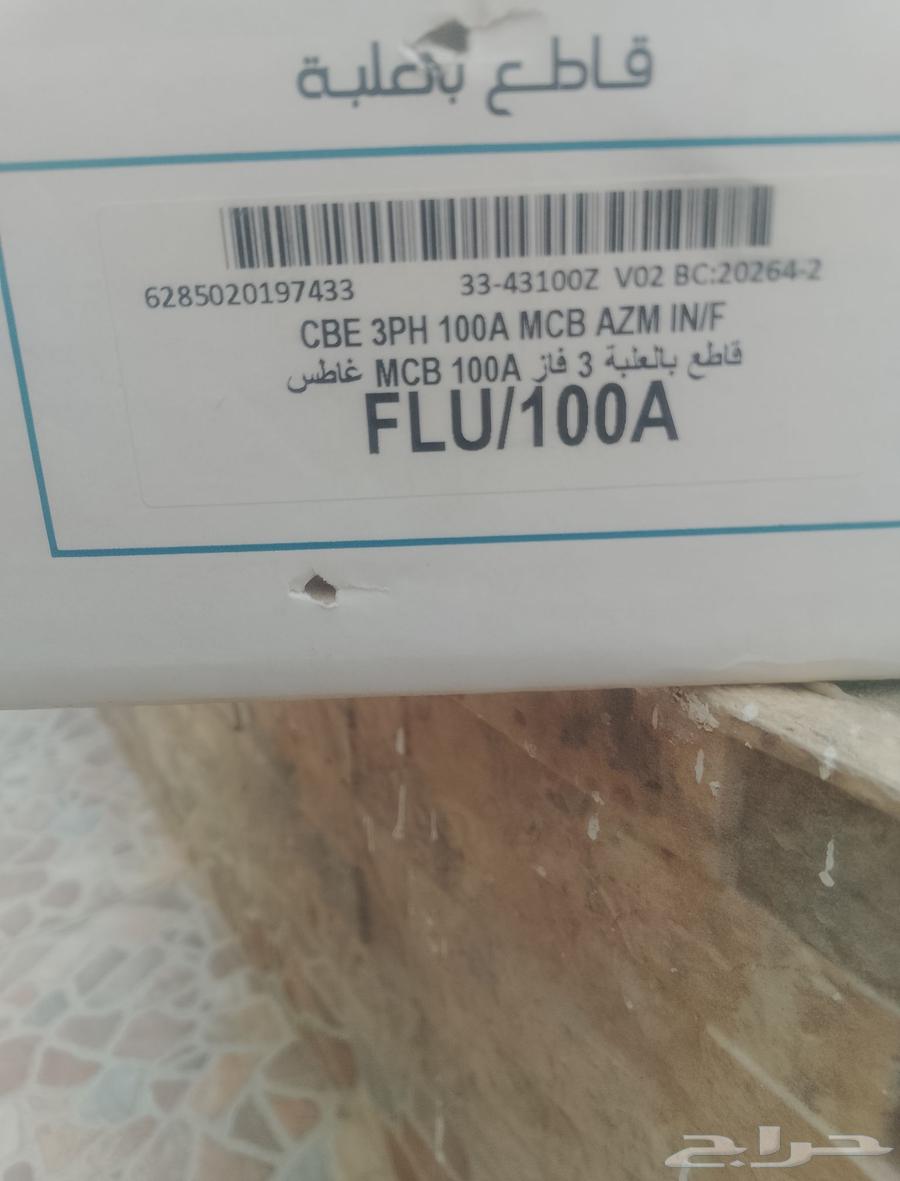 قاطع بالعلبة
6285020197433 33-43100Z V02 BC:20264-2
CBE 3PH 100A MCB AZM IN/F
قاطع بالعلبة 3 فاز MCB 100A غاطس
FLU/100A
حراج